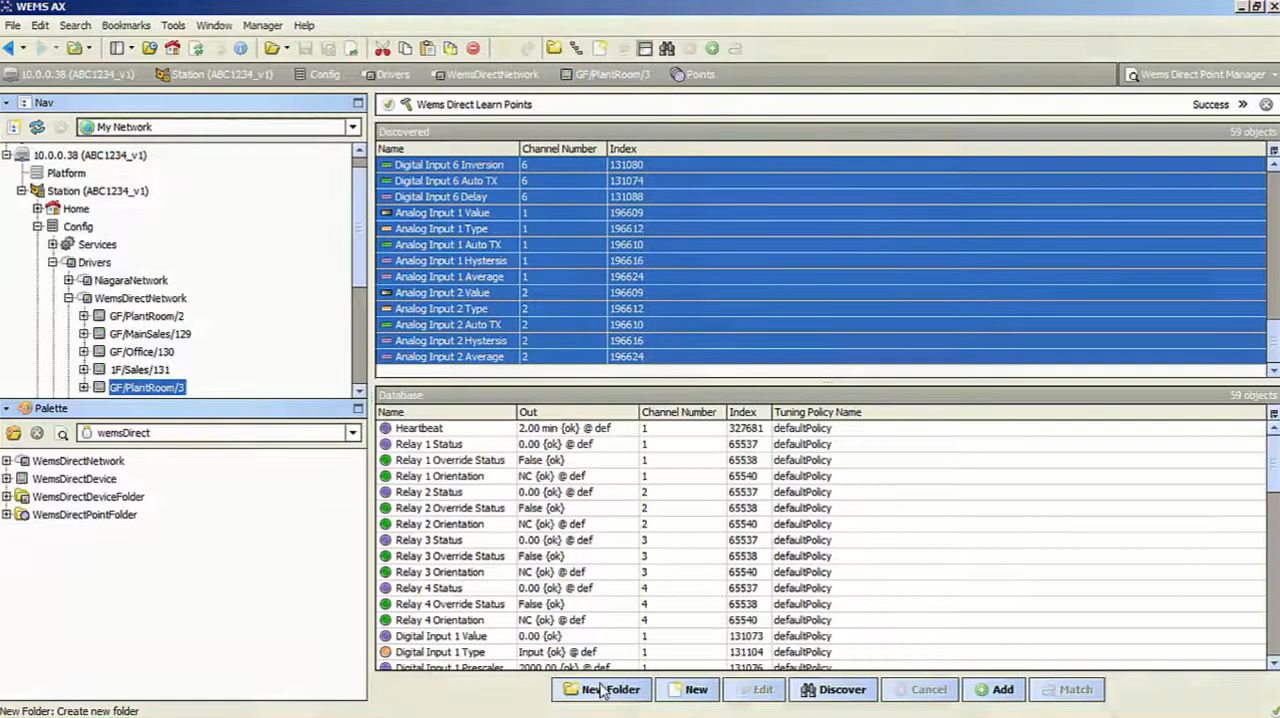 WEMS AX
File Edit Search Bookmarks Tools Window Manager Help
10.0.0.38 (ABC1234_v1) Station (ABC1234_v1) Config Drivers WemsDirectNetwork GF/PlantRoom/3 Points Wems Direct Point Manager
Nav
My Network
10.0.0.38 (ABC1234_v1)
Platform
Station (ABC1234_v1)
Home
Config
Services
Drivers
NiagaraNetwork
WemsDirectNetwork
GF/PlantRoom/2
GF/MainSales/129
GF/Office/130
1F/Sales/131
GF/PlantRoom/3
Palette
wemsDirect
WemsDirectNetwork
WemsDirectDevice
WemsDirectDeviceFolder
WemsDirectPointFolder
Wems Direct Learn Points Success »
Discovered 59 objects
Name Channel Number Index
Digital Input 6 Inversion 6 131080
Digital Input 6 Auto TX 6 131074
Digital Input 6 Delay 6 131088
Analog Input 1 Value 1 196609
Analog Input 1 Type 1 196612
Analog Input 1 Auto TX 1 196610
Analog Input 1 Hystersis 1 196616
Analog Input 1 Average 1 196624
Analog Input 2 Value 2 196609
Analog Input 2 Type 2 196612
Analog Input 2 Auto TX 2 196610
Analog Input 2 Hystersis 2 196616
Analog Input 2 Average 2 196624
Database 59 objects
Name Out Channel Number Index Tuning Policy Name
Heartbeat 2.00 min {ok} @ def 1 327681 defaultPolicy
Relay 1 Status 0.00 {ok} @ def 1 65537 defaultPolicy
Relay 1 Override Status False {ok} 1 65538 defaultPolicy
Relay 1 Orientation NC {ok} @ def 1 65540 defaultPolicy
Relay 2 Status 0.00 {ok} @ def 2 65537 defaultPolicy
Relay 2 Override Status False {ok} 2 65538 defaultPolicy
Relay 2 Orientation NC {ok} @ def 2 65540 defaultPolicy
Relay 3 Status 0.00 {ok} @ def 3 65537 defaultPolicy
Relay 3 Override Status False {ok} 3 65538 defaultPolicy
Relay 3 Orientation NC {ok} @ def 3 65540 defaultPolicy
Relay 4 Status 0.00 {ok} @ def 4 65537 defaultPolicy
Relay 4 Override Status False {ok} 4 65538 defaultPolicy
Relay 4 Orientation NC {ok} @ def 4 65540 defaultPolicy
Digital Input 1 Value 0.00 {ok} 1 131073 defaultPolicy
Digital Input 1 Type Input {ok} @ def 1 131104 defaultPolicy
Digital Input 1 Prescaler 2000.00 {ok} @ def 1 131076 defaultPolicy
New Folder New Edit Discover Cancel Add Match
New Folder: Create new folder